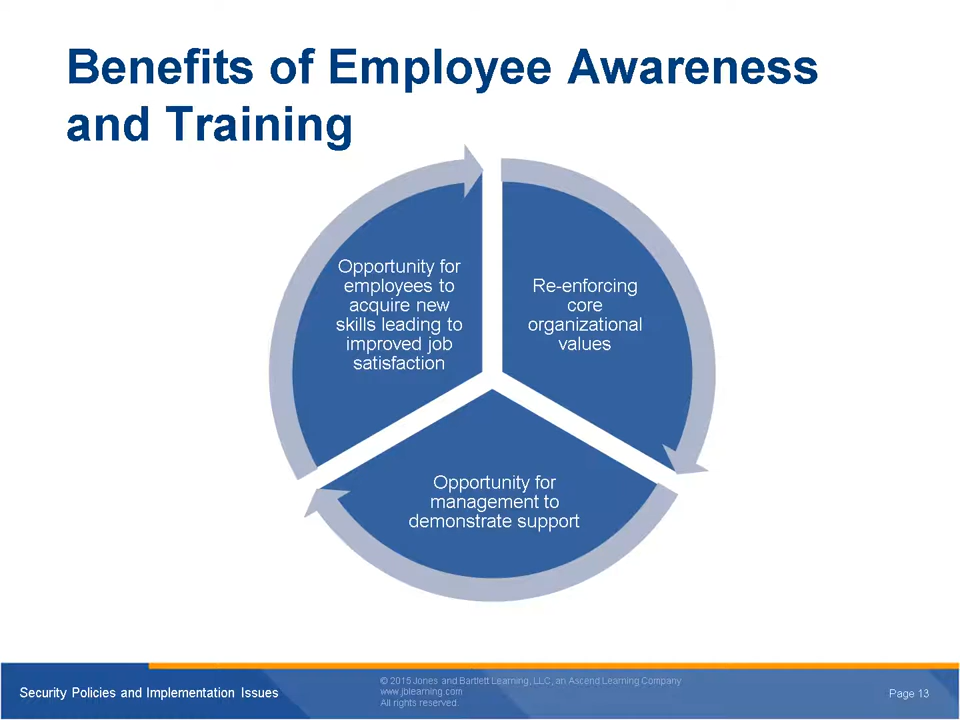 Benefits of Employee Awareness
and Training
Opportunity for
employees to
acquire new
skills leading to
improved job
satisfaction
Re-enforcing
core
organizational
values
Opportunity for
management to
demonstrate support
Security Policies and Implementation Issues
© 2015 Jones and Bartlett Learning, LLC, an Ascend Learning Company
www.jblearning.com
All rights reserved.
Page 13